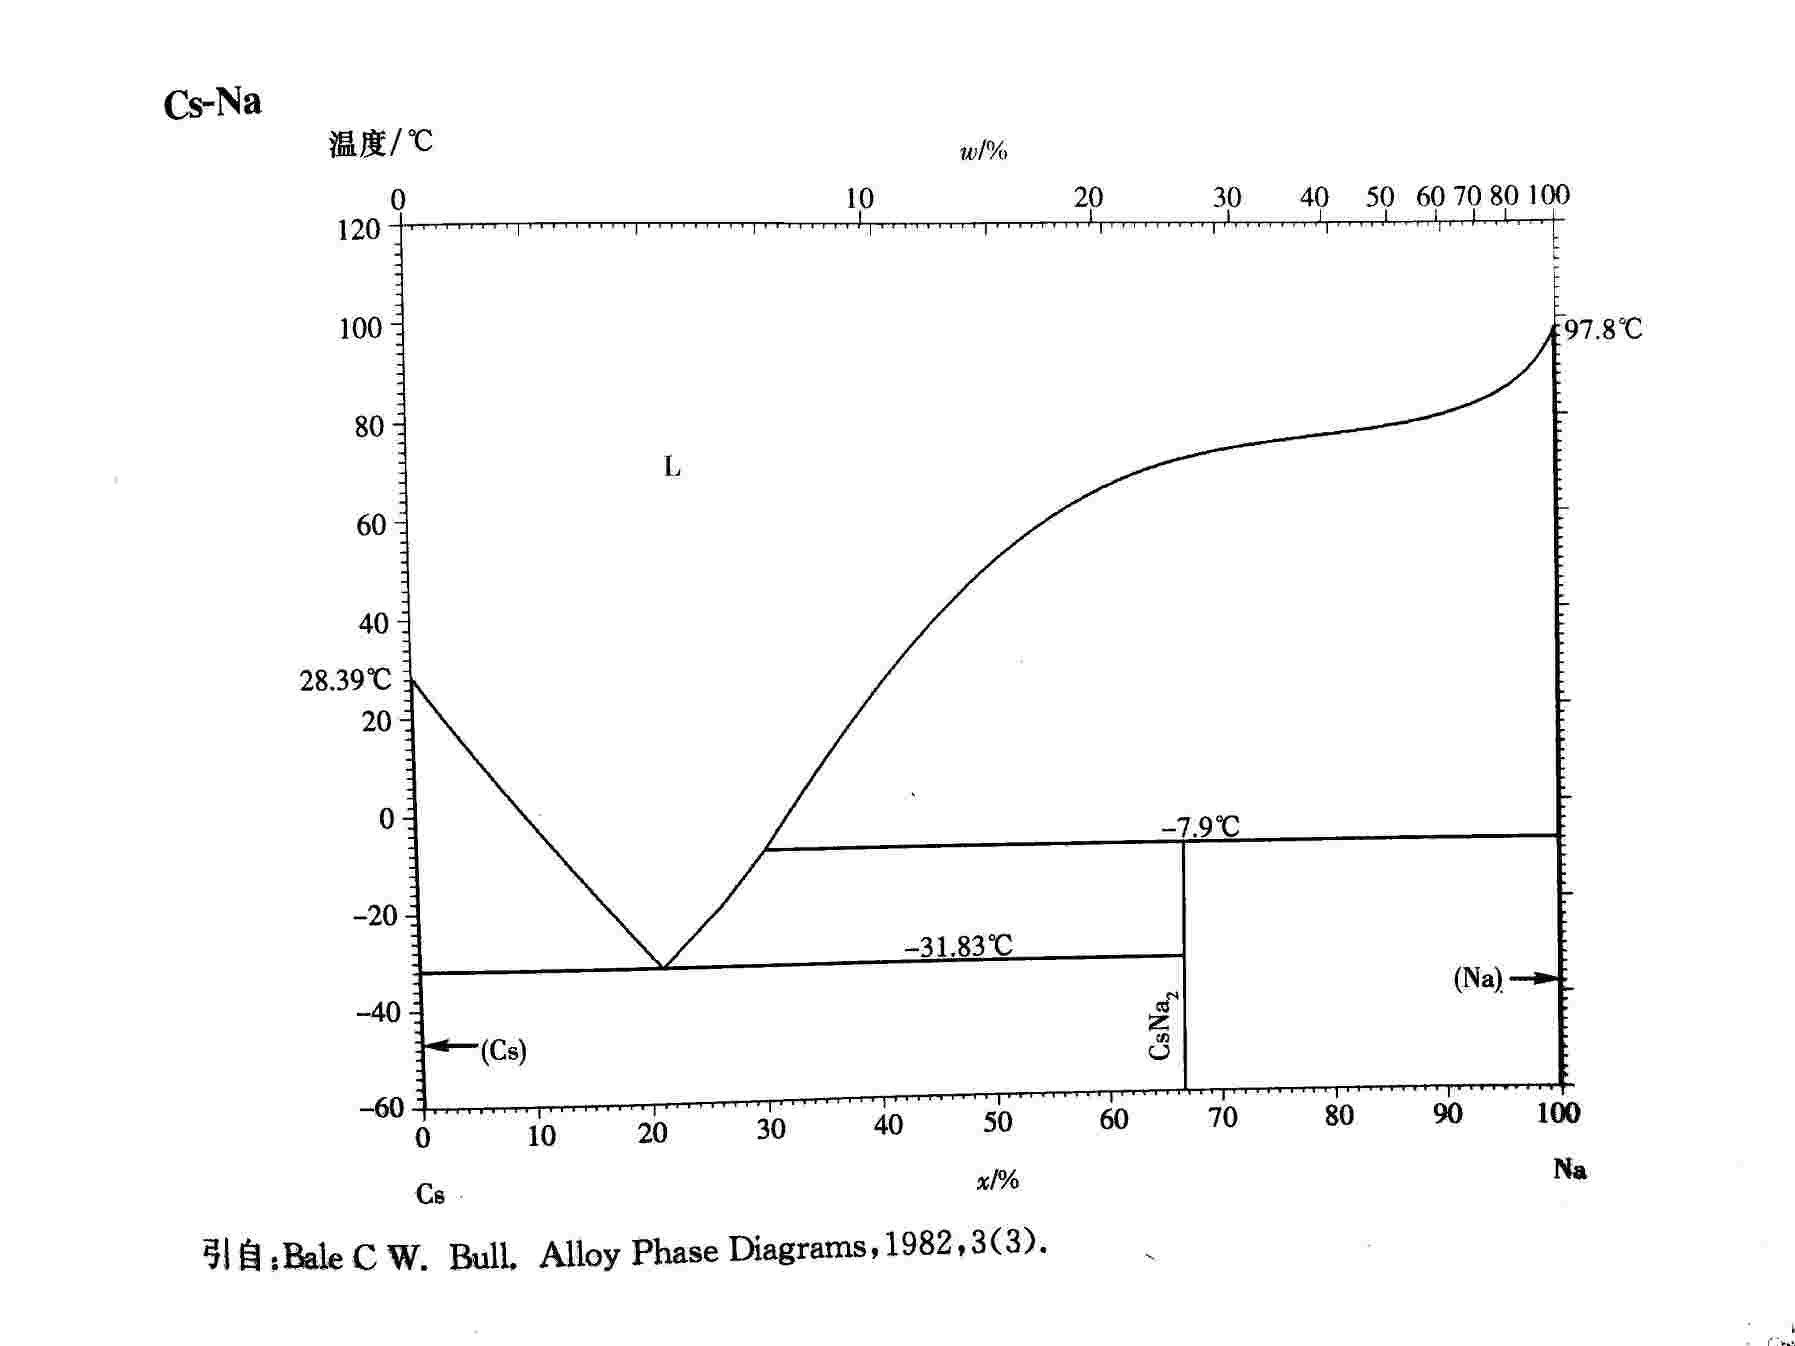 Cs-Na
温度/℃
w/%
0 10 20 30 40 50 60 70 80 100
120
100
97.8℃
80
L
60
40
28.39℃
20
0
-7.9℃
-20
-31.83℃
(Na)
-40
CsNa2
(Cs)
-60
0 10 20 30 40 50 60 70 80 90 100
Cs
x/%
Na
引自:Bale C W. Bull. Alloy Phase Diagrams,1982,3(3).